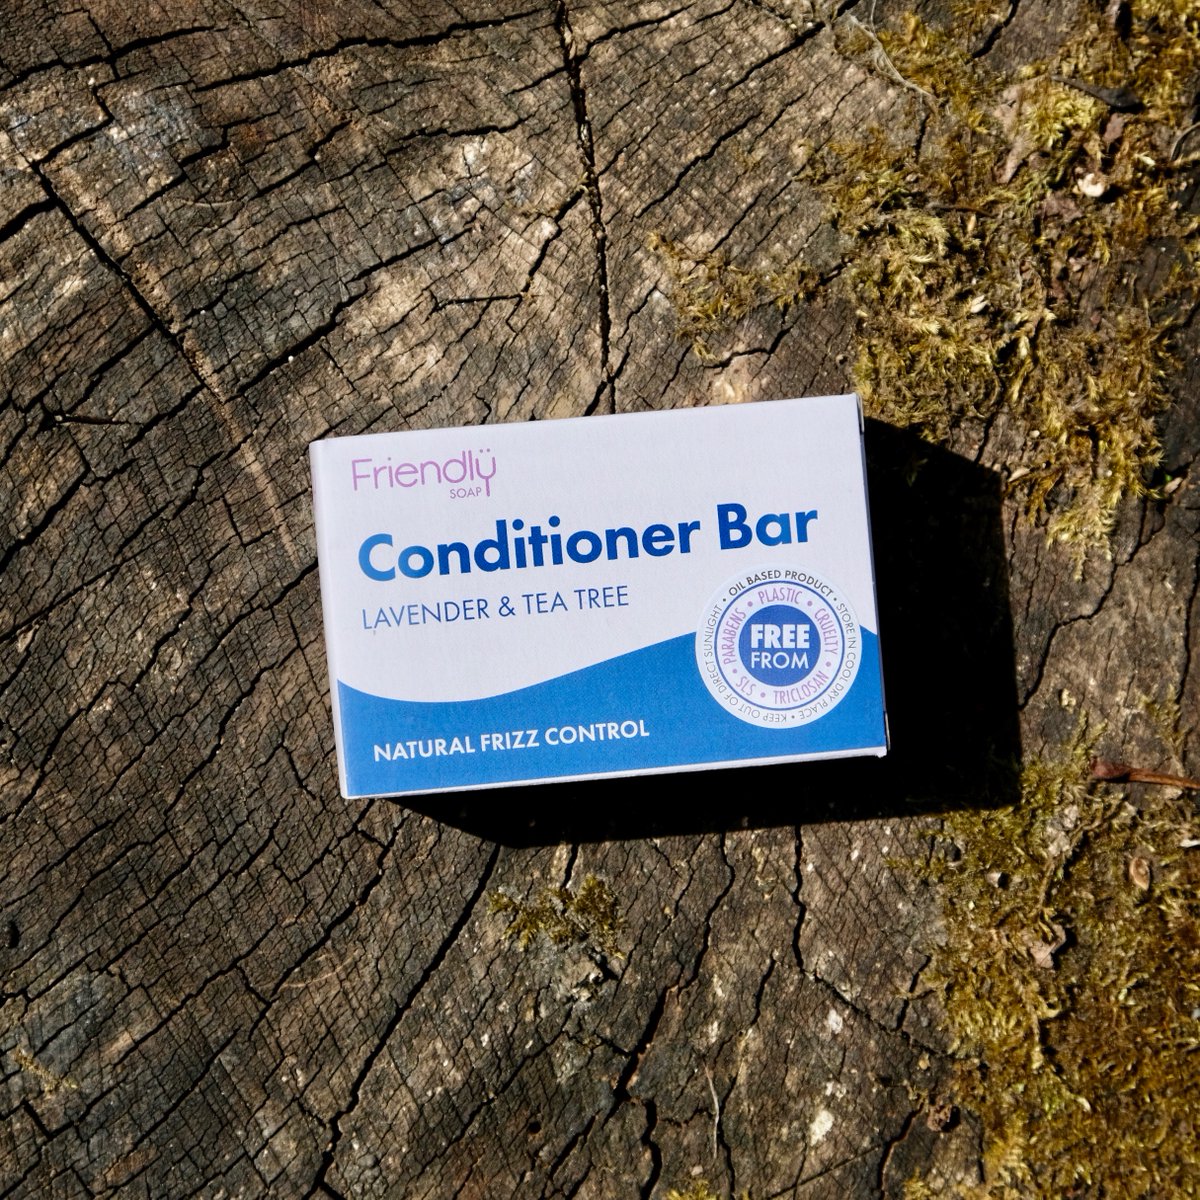 Friendlÿ
SOAP
Conditioner Bar
LAVENDER & TEA TREE
NATURAL FRIZZ CONTROL
OIL BASED PRODUCT • STORE IN COOL DRY PLACE • KEEP OUT OF DIRECT SUNLIGHT •
PLASTIC • CRUELTY • TRICLOSAN • SLS • PARABENS •
FREE
FROM